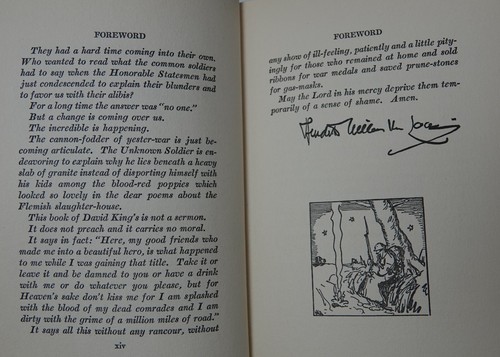 FOREWORD
They had a hard time coming into their own.
Who wanted to read what the common soldiers
had to say when the Honorable Statesmen had
just condescended to explain their blunders and
to favor us with their alibis?
For a long time the answer was "no one."
But a change is coming over us.
The incredible is happening.
The cannon-fodder of yester-war is just be-
coming articulate. The Unknown Soldier is en-
deavoring to explain why he lies beneath a heavy
slab of granite instead of disporting himself with
his kids among the blood-red poppies which
looked so lovely in the dear poems about the
Flemish slaughter-house.
This book of David King's is not a sermon.
It does not preach and it carries no moral.
It says in fact: "Here, my good friends who
made me into a beautiful hero, is what happened
to me while I was gaining that title. Take it or
leave it and be damned to you or have a drink
with me or do whatever you please, but for
Heaven's sake don't kiss me for I am splashed
with the blood of my dead comrades and I am
dirty with the grime of a million miles of road."
It says all this without any rancour, without
xiv
FOREWORD
any show of ill-feeling, patiently and a little pity-
ingly for those who remained at home and sold
ribbons for war medals and saved prune-stones
for gas-masks.
May the Lord in his mercy deprive them tem-
porarily of a sense of shame. Amen.